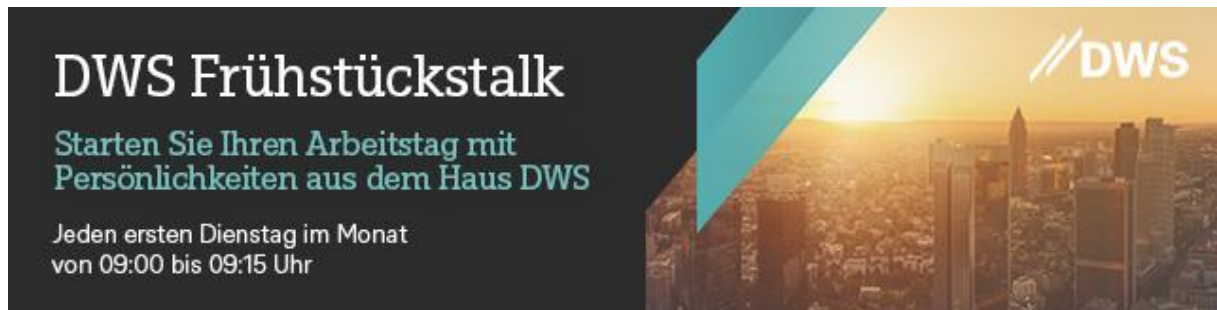 DWS Frühstückstalk
Starten Sie Ihren Arbeitstag mit
Persönlichkeiten aus dem Haus DWS
Jeden ersten Dienstag im Monat
von 09:00 bis 09:15 Uhr
DWS